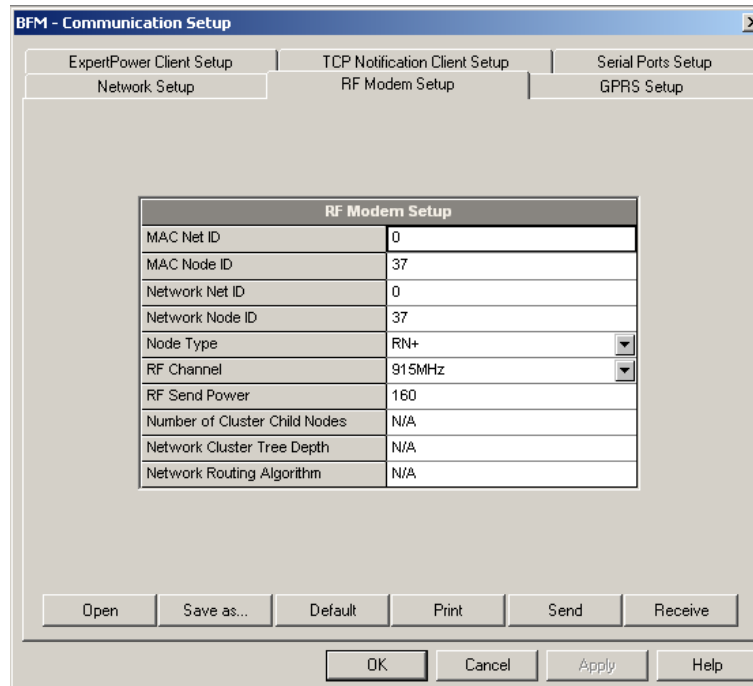 BFM - Communication Setup
ExpertPower Client Setup TCP Notification Client Setup Serial Ports Setup
Network Setup RF Modem Setup GPRS Setup
RF Modem Setup
MAC Net ID 0
MAC Node ID 37
Network Net ID 0
Network Node ID 37
Node Type RN+
RF Channel 915MHz
RF Send Power 160
Number of Cluster Child Nodes N/A
Network Cluster Tree Depth N/A
Network Routing Algorithm N/A
Open Save as... Default Print Send Receive
OK Cancel Apply Help